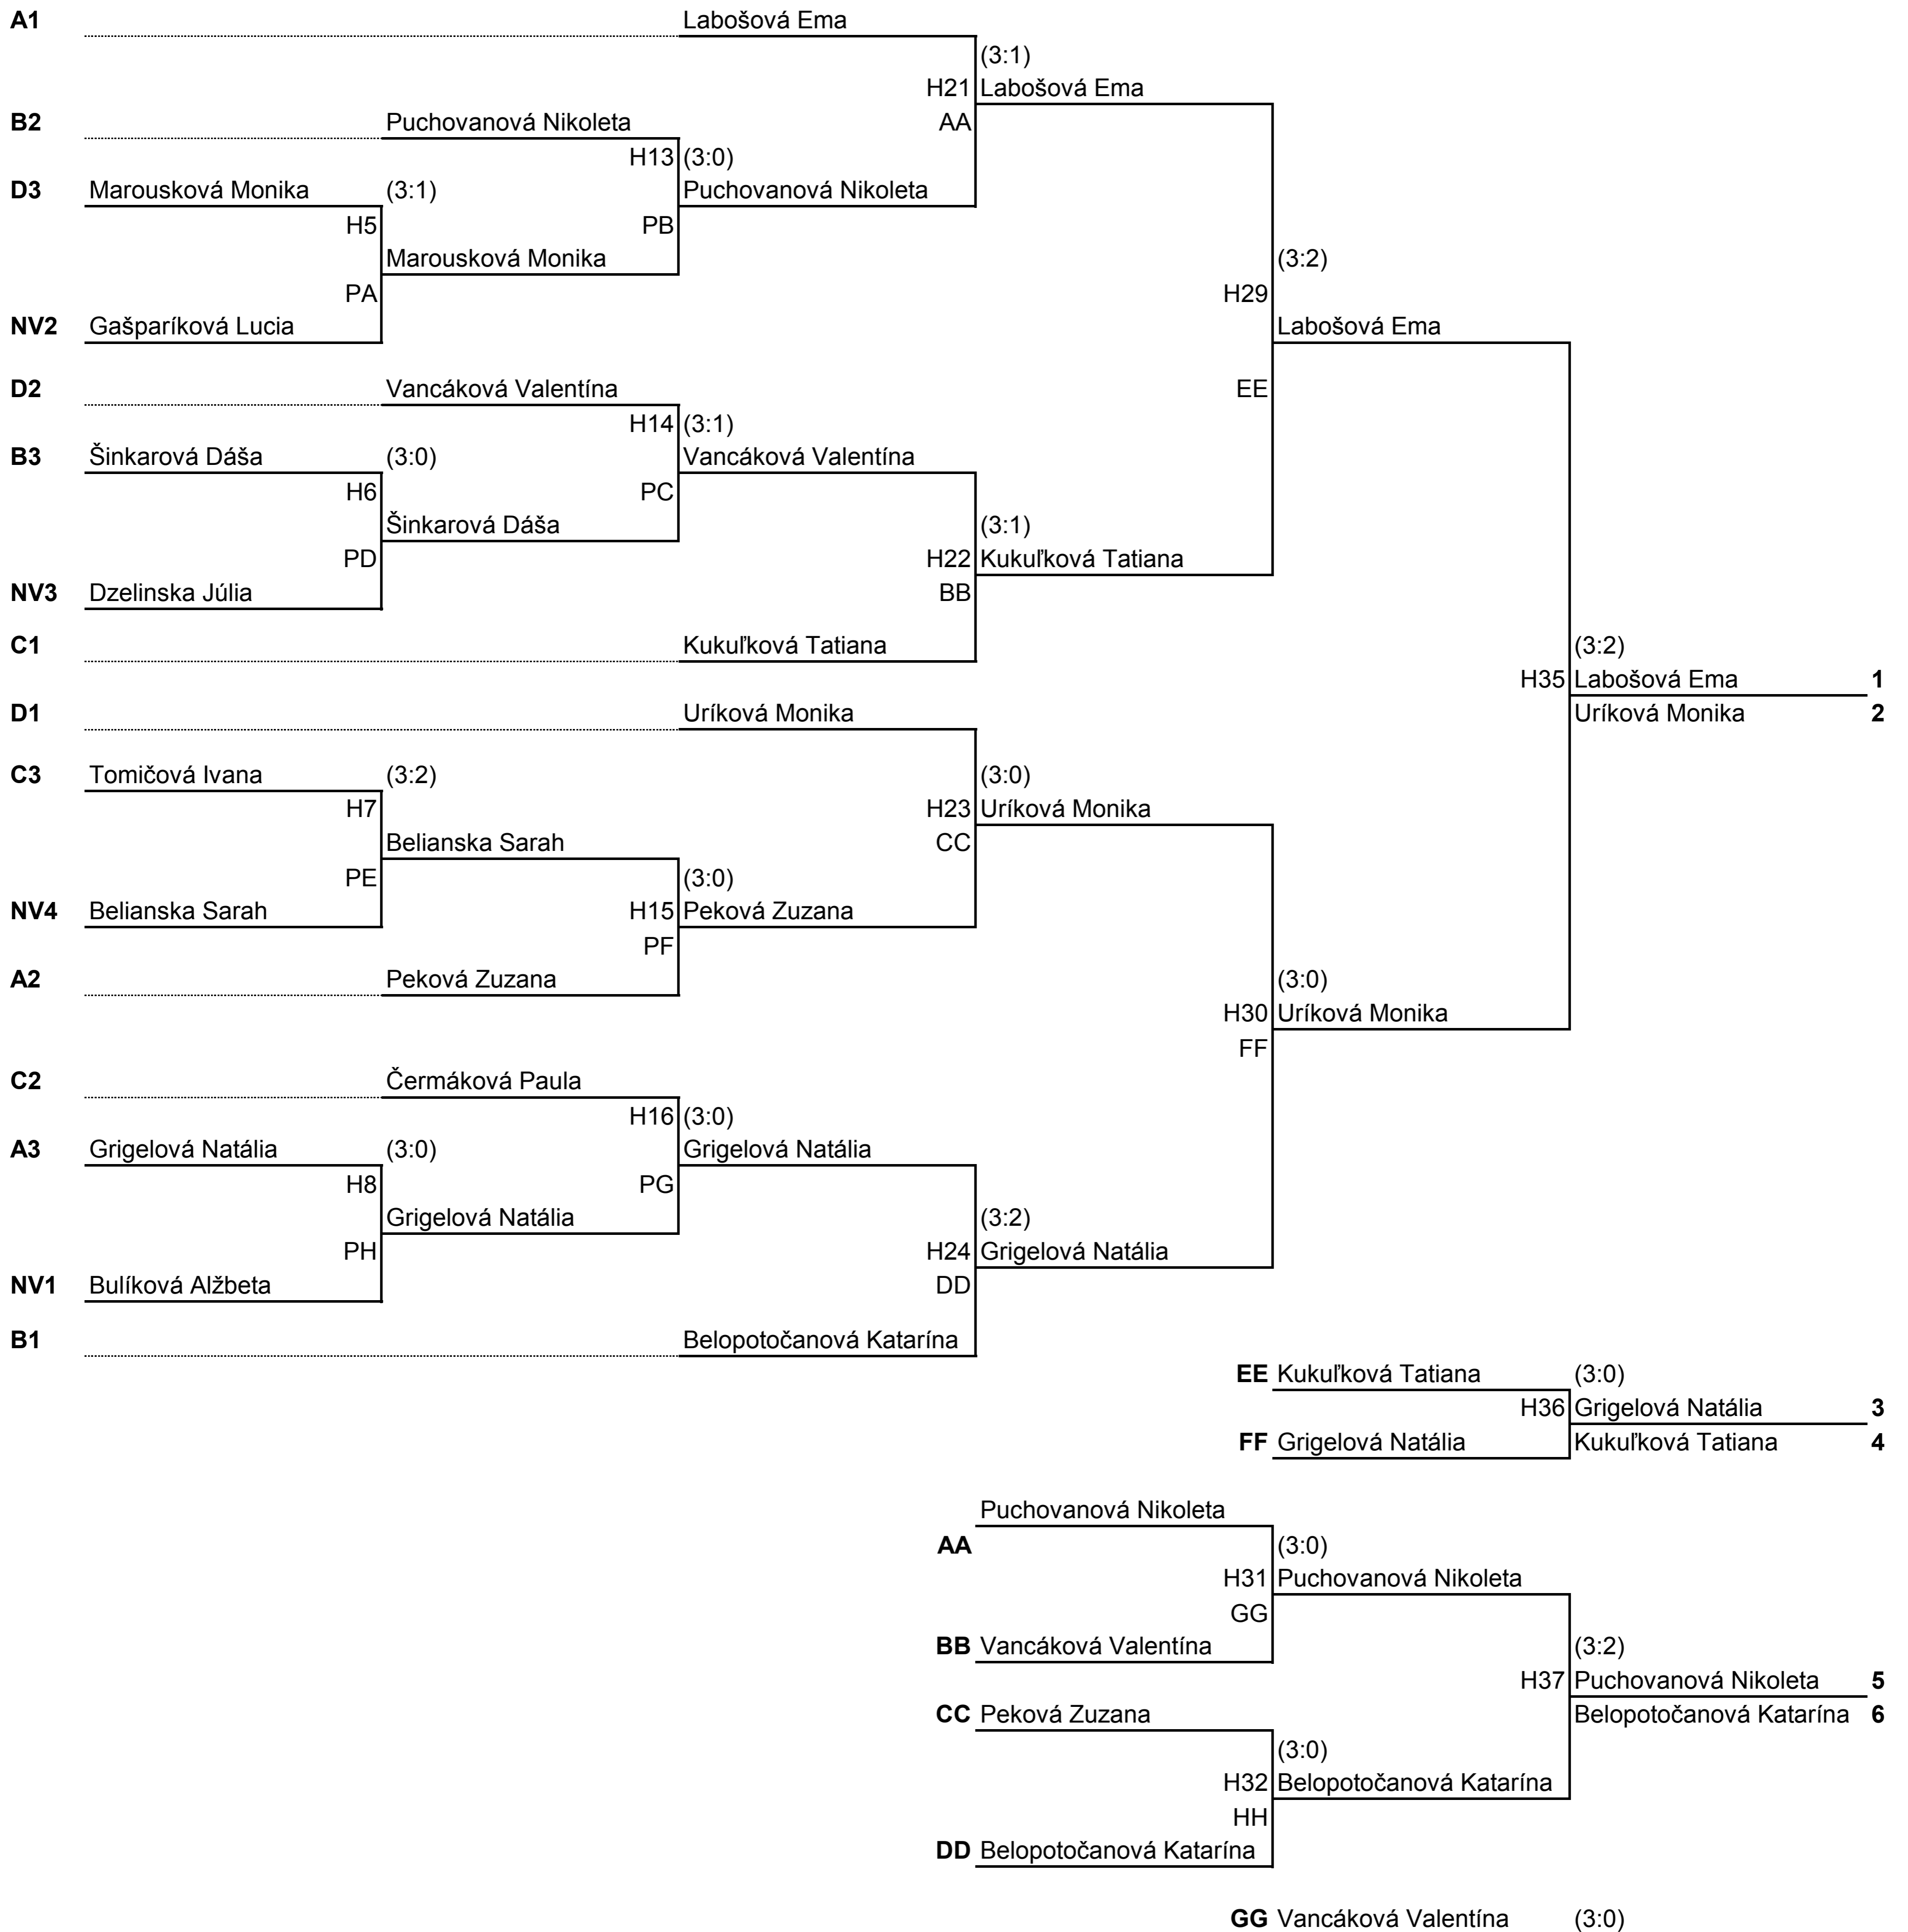 A1 Labošová Ema
(3:1)
H21 Labošová Ema
B2 Puchovanová Nikoleta AA
H13 (3:0)
D3 Marousková Monika (3:1) Puchovanová Nikoleta
H5 PB
Marousková Monika (3:2)
PA H29
NV2 Gašparíková Lucia Labošová Ema
D2 Vancáková Valentína EE
H14 (3:1)
B3 Šinkarová Dáša (3:0) Vancáková Valentína
H6 PC
Šinkarová Dáša (3:1)
PD H22 Kukuľková Tatiana
NV3 Dzelinska Júlia BB
C1 Kukuľková Tatiana (3:2)
H35 Labošová Ema 1
D1 Uríková Monika Uríková Monika 2
C3 Tomičová Ivana (3:2) (3:0)
H7 H23 Uríková Monika
Belianska Sarah CC
PE (3:0)
NV4 Belianska Sarah H15 Peková Zuzana
PF
A2 Peková Zuzana (3:0)
H30 Uríková Monika
FF
C2 Čermáková Paula
H16 (3:0)
A3 Grigelová Natália (3:0) Grigelová Natália
H8 PG
Grigelová Natália (3:2)
PH H24 Grigelová Natália
NV1 Bulíková Alžbeta DD
B1 Belopotočanová Katarína
EE Kukuľková Tatiana (3:0)
H36 Grigelová Natália 3
FF Grigelová Natália Kukuľková Tatiana 4
Puchovanová Nikoleta
AA (3:0)
H31 Puchovanová Nikoleta
GG
BB Vancáková Valentína (3:2)
H37 Puchovanová Nikoleta 5
CC Peková Zuzana Belopotočanová Katarína 6
(3:0)
H32 Belopotočanová Katarína
HH
DD Belopotočanová Katarína
GG Vancáková Valentína (3:0)